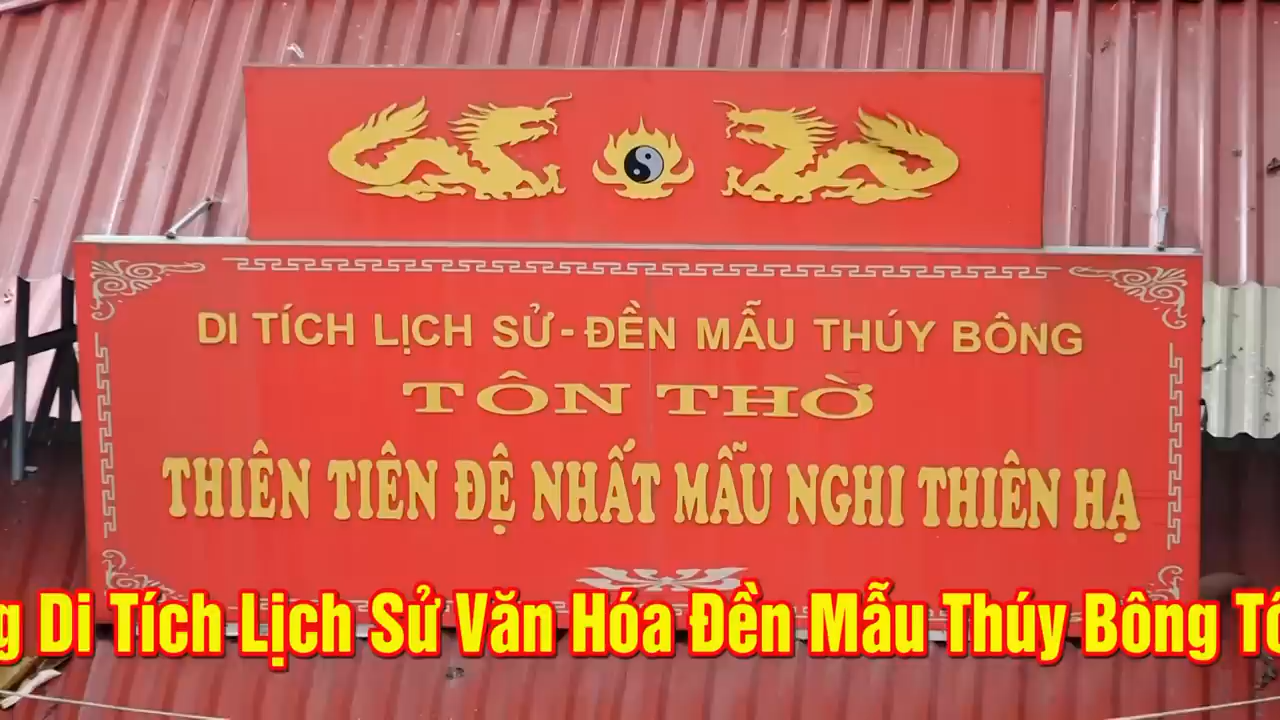 DI TÍCH LỊCH SỬ - ĐỀN MẪU THÚY BÔNG
TÔN THỜ
THIÊN TIÊN ĐỆ NHẤT MẪU NGHI THIÊN HẠ
Di Tích Lịch Sử Văn Hóa Đền Mẫu Thúy Bông